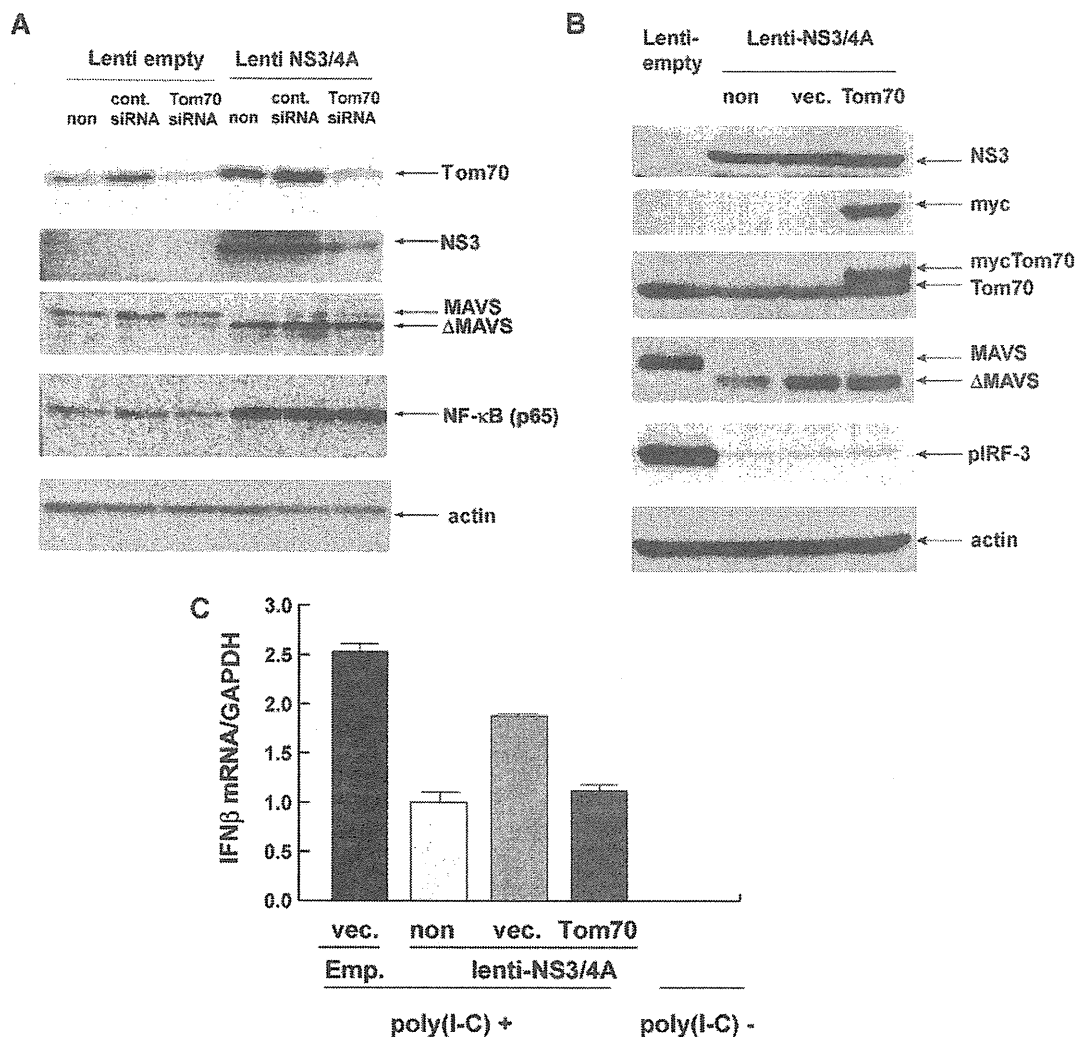 A
Lenti empty
Lenti NS3/4A
non
cont.
siRNA
Tom70
siRNA
non
cont.
siRNA
Tom70
siRNA
Tom70
NS3
MAVS
ΔMAVS
NF-κB (p65)
actin
B
Lenti-
empty
Lenti-NS3/4A
non vec. Tom70
NS3
myc
mycTom70
Tom70
MAVS
ΔMAVS
pIRF-3
actin
C
IFNβ mRNA/GAPDH
3.0
2.5
2.0
1.5
1.0
0.5
0.0
vec. non vec. Tom70
Emp. lenti-NS3/4A
poly(I-C) + poly(I-C) -